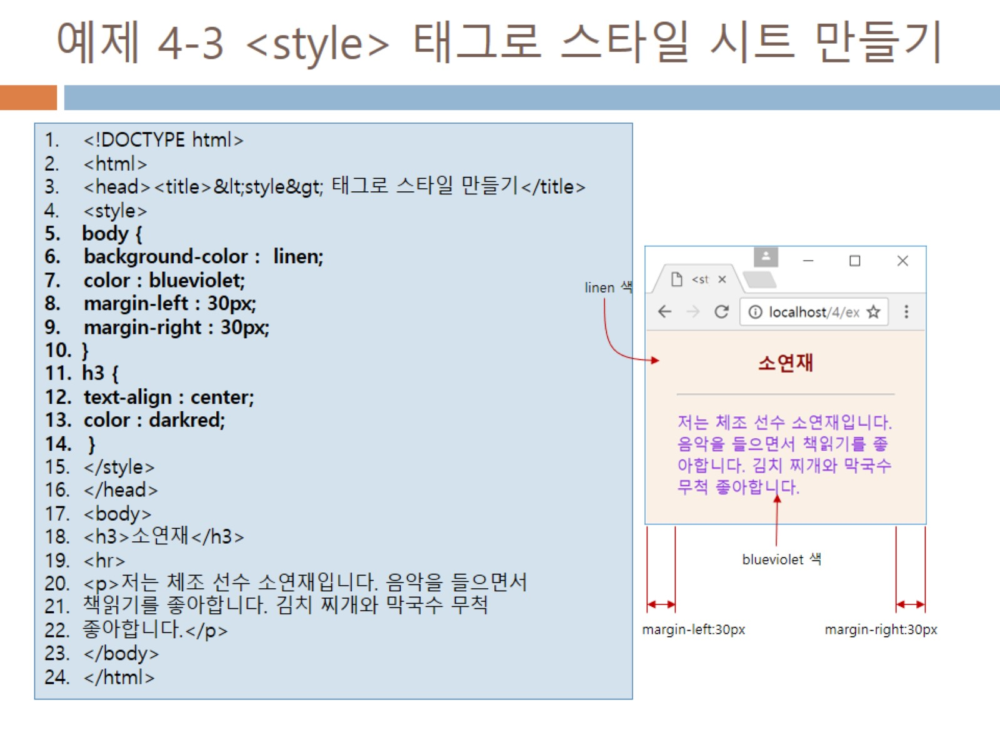 예제 4-3 <style> 태그로 스타일 시트 만들기
1. <!DOCTYPE html>
2. <html>
3. <head><title>&lt;style&gt; 태그로 스타일 만들기</title>
4. <style>
5. body {
6. background-color :  linen;
7. color : blueviolet;
8. margin-left : 30px;
9. margin-right : 30px;
10. }
11. h3 {
12. text-align : center;
13. color : darkred;
14. }
15. </style>
16. </head>
17. <body>
18. <h3>소연재</h3>
19. <hr>
20. <p>저는 체조 선수 소연재입니다. 음악을 들으면서
21. 책읽기를 좋아합니다. 김치 찌개와 막국수 무척
22. 좋아합니다.</p>
23. </body>
24. </html>
linen 색
<st
localhost/4/ex
소연재
저는 체조 선수 소연재입니다.
음악을 들으면서 책읽기를 좋
아합니다. 김치 찌개와 막국수
무척 좋아합니다.
blueviolet 색
margin-left:30px
margin-right:30px